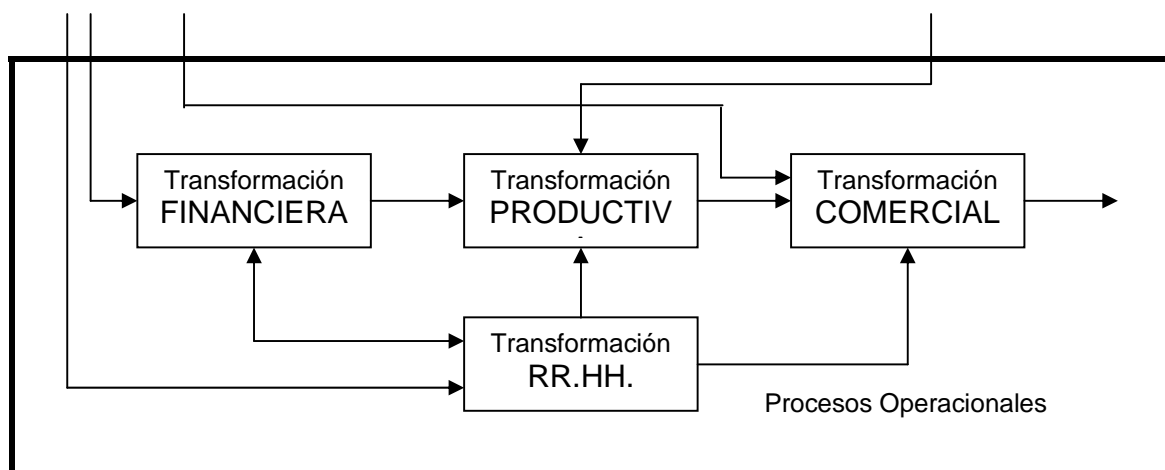 Transformación
FINANCIERA
Transformación
PRODUCTIV
Transformación
COMERCIAL
Transformación
RR.HH.
Procesos Operacionales